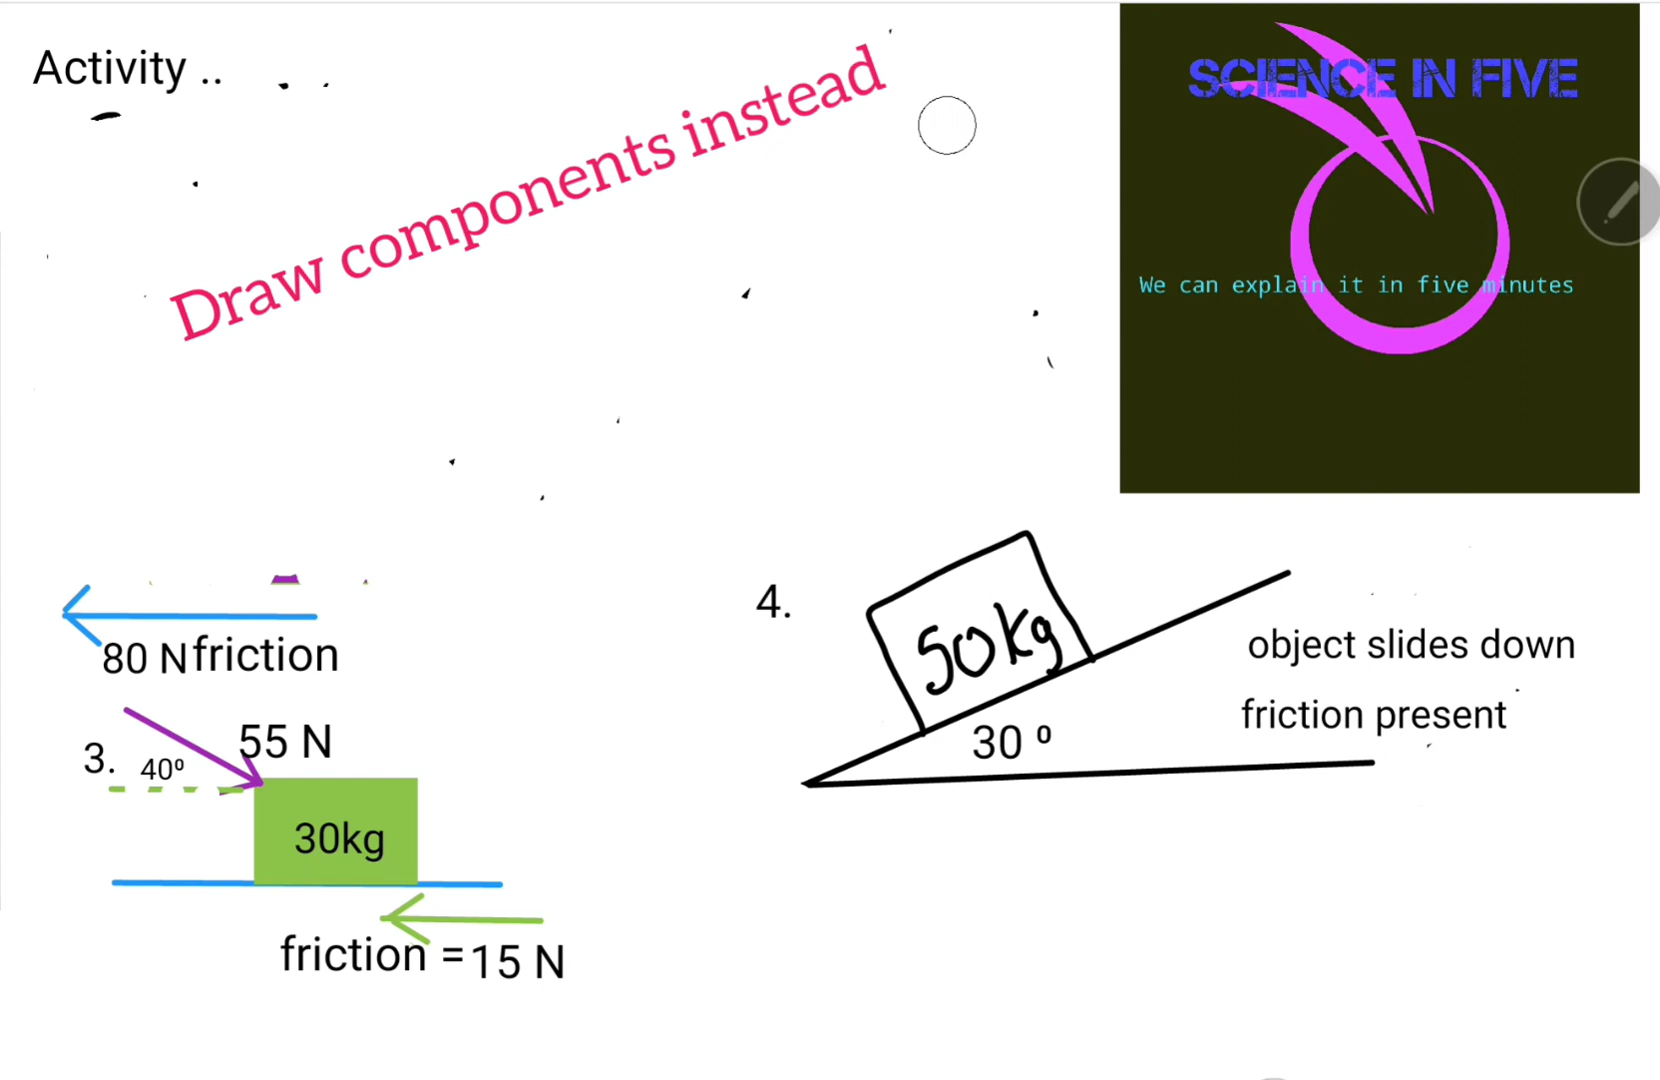 Activity ..
Draw components instead
SCIENCE IN FIVE
We can explain it in five minutes
80 N friction
3.
40º
55 N
30kg
friction = 15 N
4.
50kg
30 º
object slides down
friction present